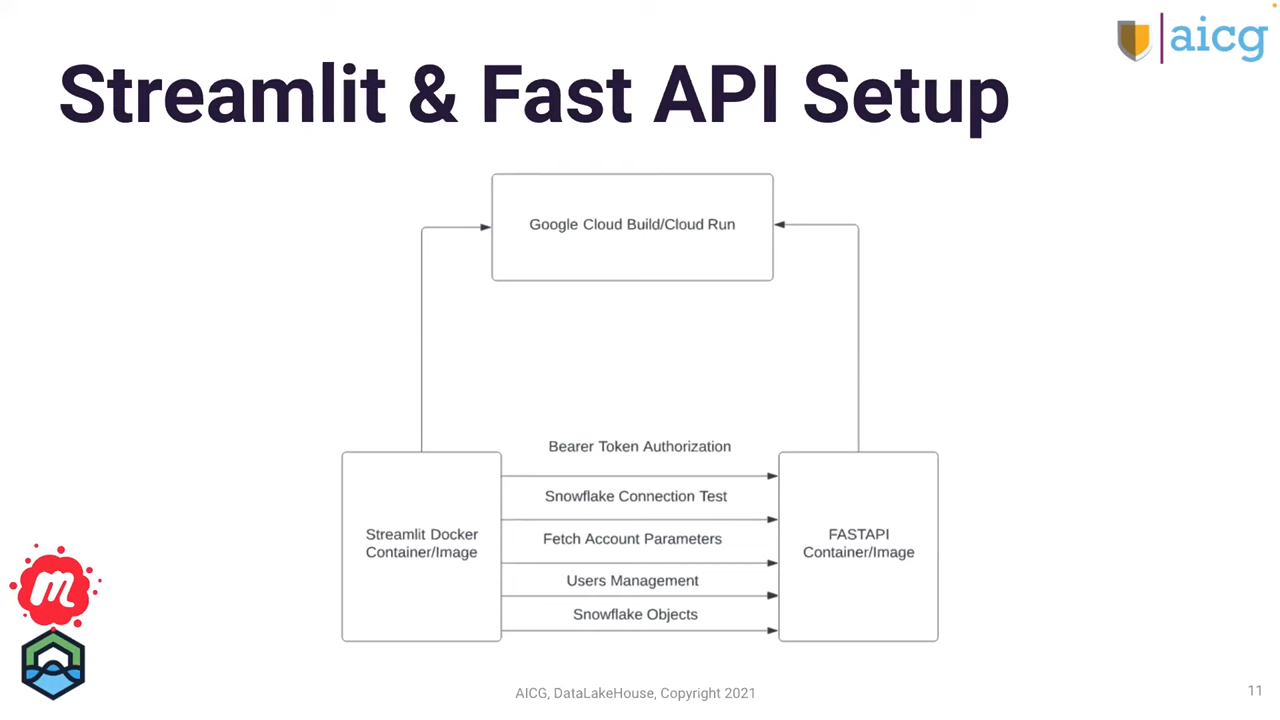 aicg
Streamlit & Fast API Setup
Google Cloud Build/Cloud Run
Bearer Token Authorization
Snowflake Connection Test
Fetch Account Parameters
Users Management
Snowflake Objects
Streamlit Docker
Container/Image
FASTAPI
Container/Image
m
AICG, DataLakeHouse, Copyright 2021
11